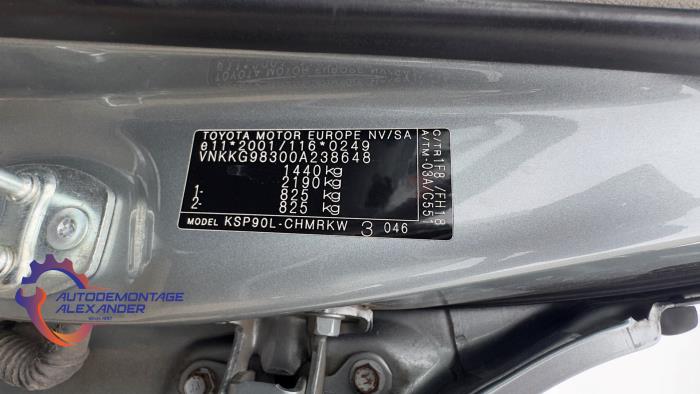 TOYOTA MOTOR EUROPE NV/SA
e11*2001/116*0249
VNKKG98300A238648
1440 kg
2190 kg
1- 825 kg
2- 825 kg
MODEL KSP90L-CHMRKW 3 046
C/TR1F8 /FH18
A/TM-03A/C551
AUTODEMONTAGE
ALEXANDER